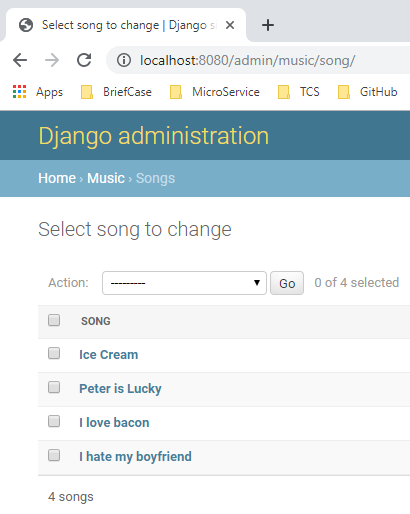 Select song to change | Django si
localhost:8080/admin/music/song/
Apps BriefCase MicroService TCS GitHub
Django administration
Home › Music › Songs
Select song to change
Action: --------- Go 0 of 4 selected
SONG
Ice Cream
Peter is Lucky
I love bacon
I hate my boyfriend
4 songs